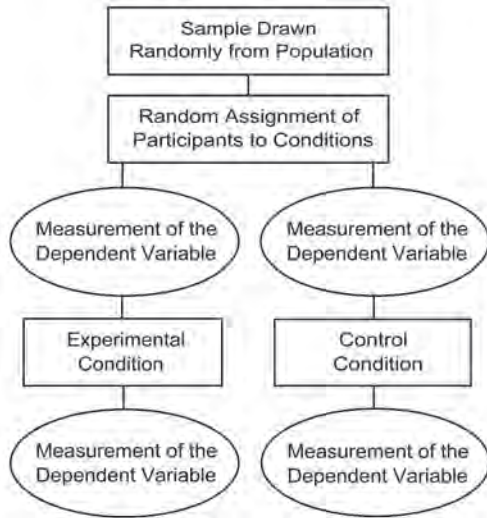 Sample Drawn
Randomly from Population
Random Assignment of
Participants to Conditions
Measurement of the
Dependent Variable
Measurement of the
Dependent Variable
Experimental
Condition
Control
Condition
Measurement of the
Dependent Variable
Measurement of the
Dependent Variable